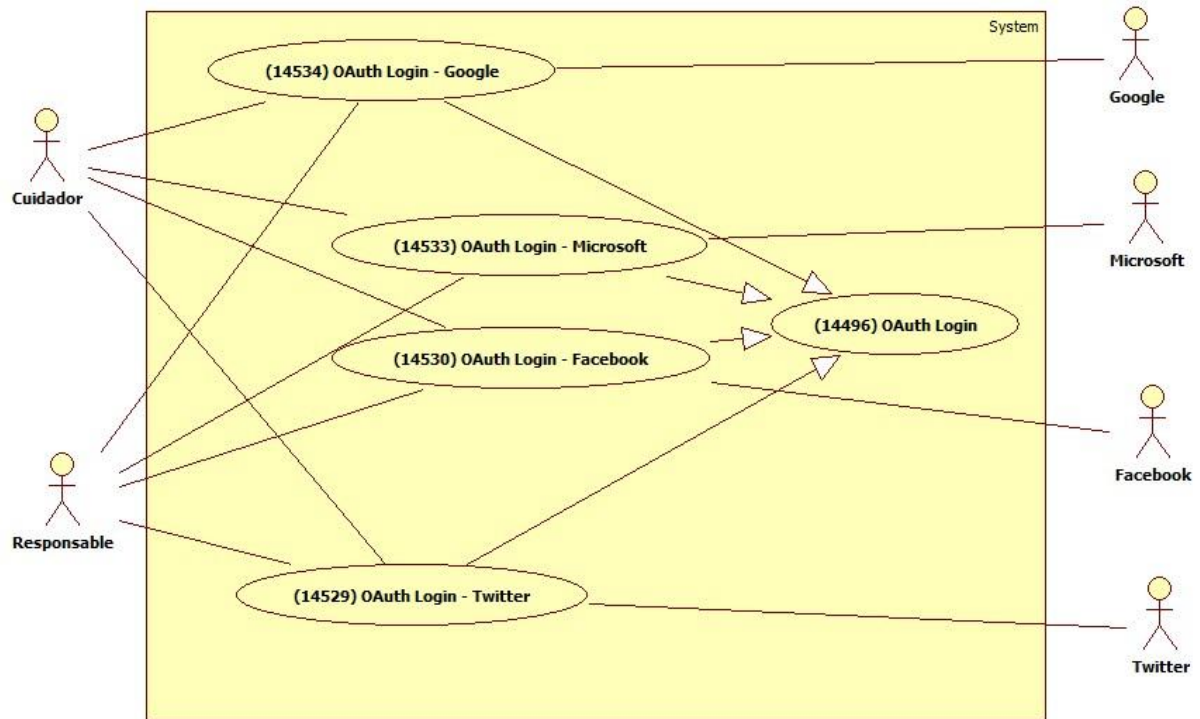 System
(14534) OAuth Login - Google
Google
Cuidador
(14533) OAuth Login - Microsoft
Microsoft
(14496) OAuth Login
(14530) OAuth Login - Facebook
Facebook
Responsable
(14529) OAuth Login - Twitter
Twitter